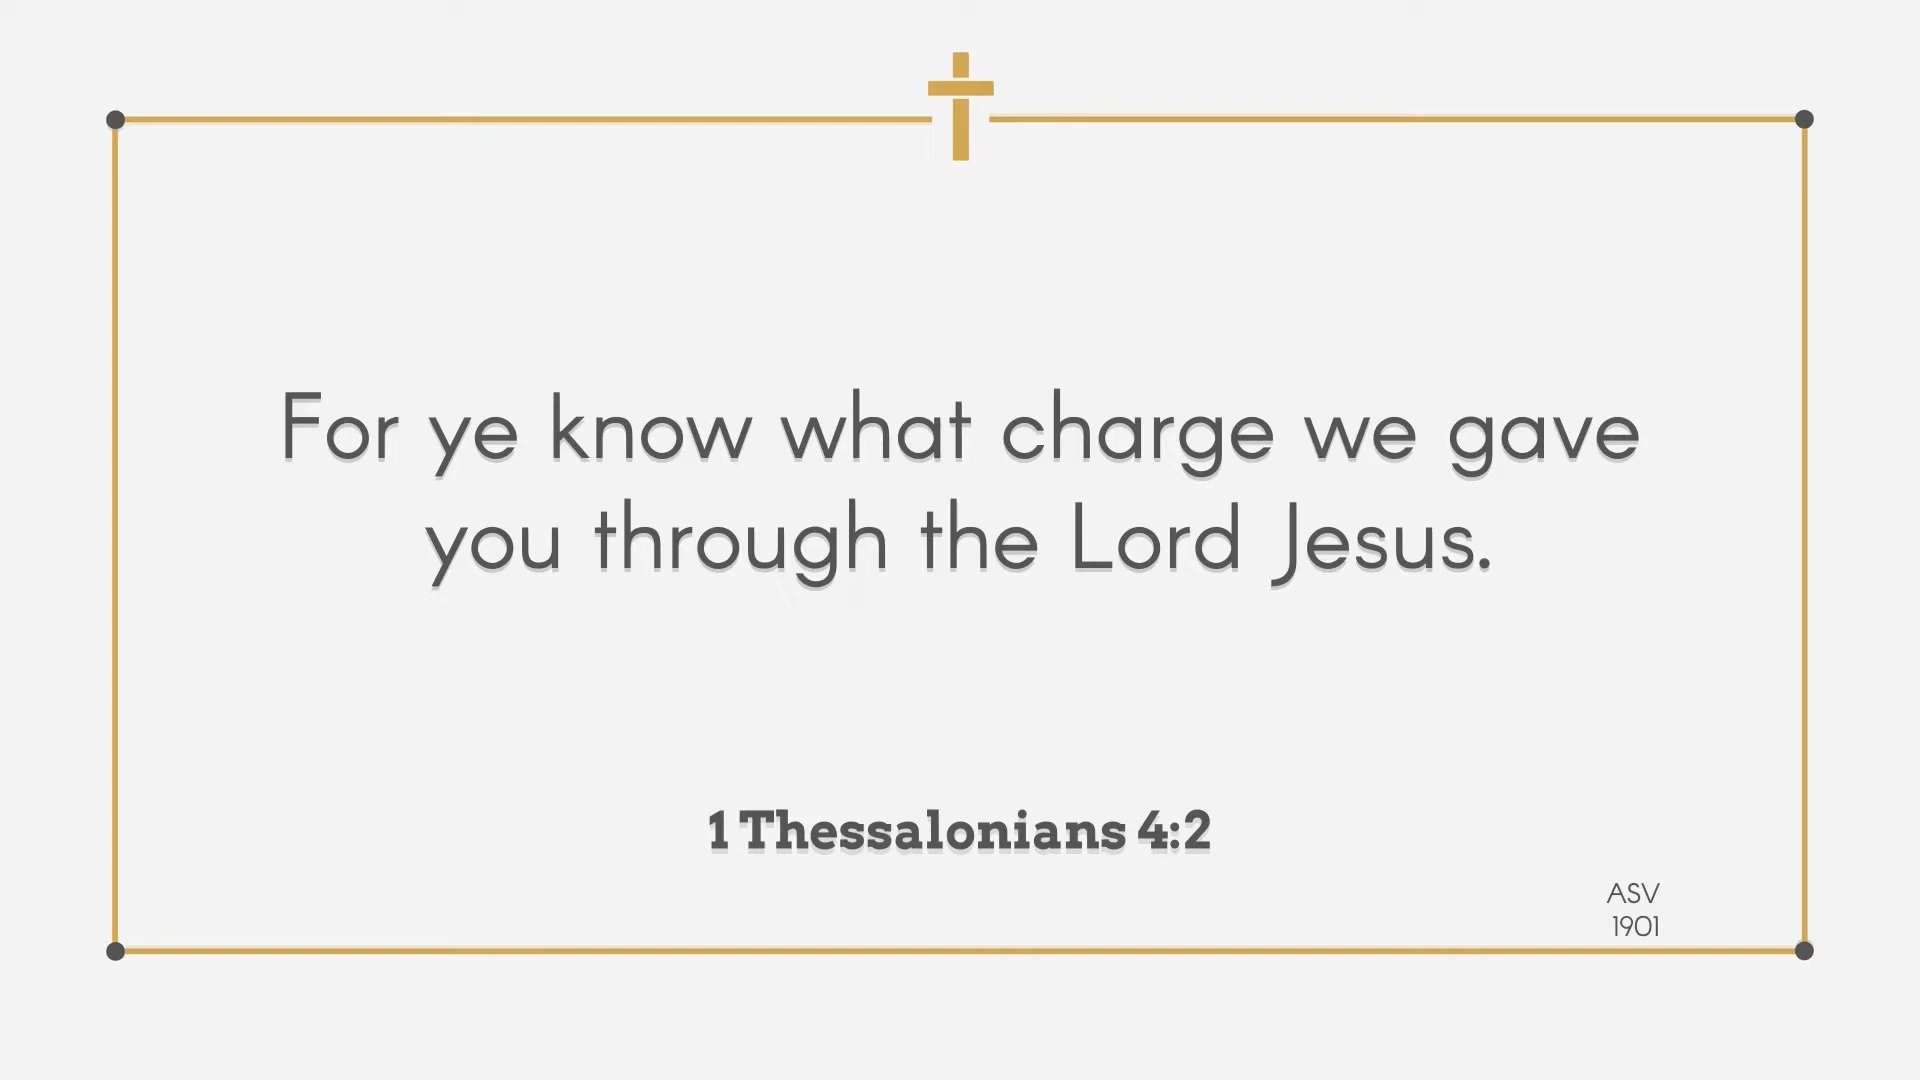 For ye know what charge we gave
you through the Lord Jesus.
1 Thessalonians 4:2
ASV
1901